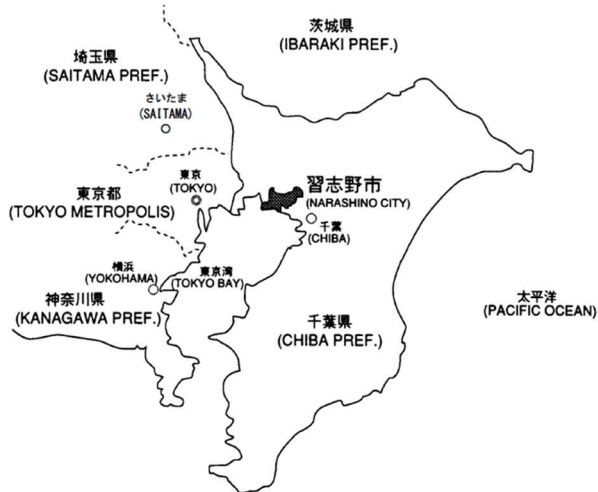 茨城県
(IBARAKI PREF.)
埼玉県
(SAITAMA PREF.)
さいたま
(SAITAMA)
東京
(TOKYO)
習志野市
(NARASHINO CITY)
東京都
(TOKYO METROPOLIS)
千葉
(CHIBA)
横浜
(YOKOHAMA)
東京湾
(TOKYO BAY)
神奈川県
(KANAGAWA PREF.)
千葉県
(CHIBA PREF.)
太平洋
(PACIFIC OCEAN)